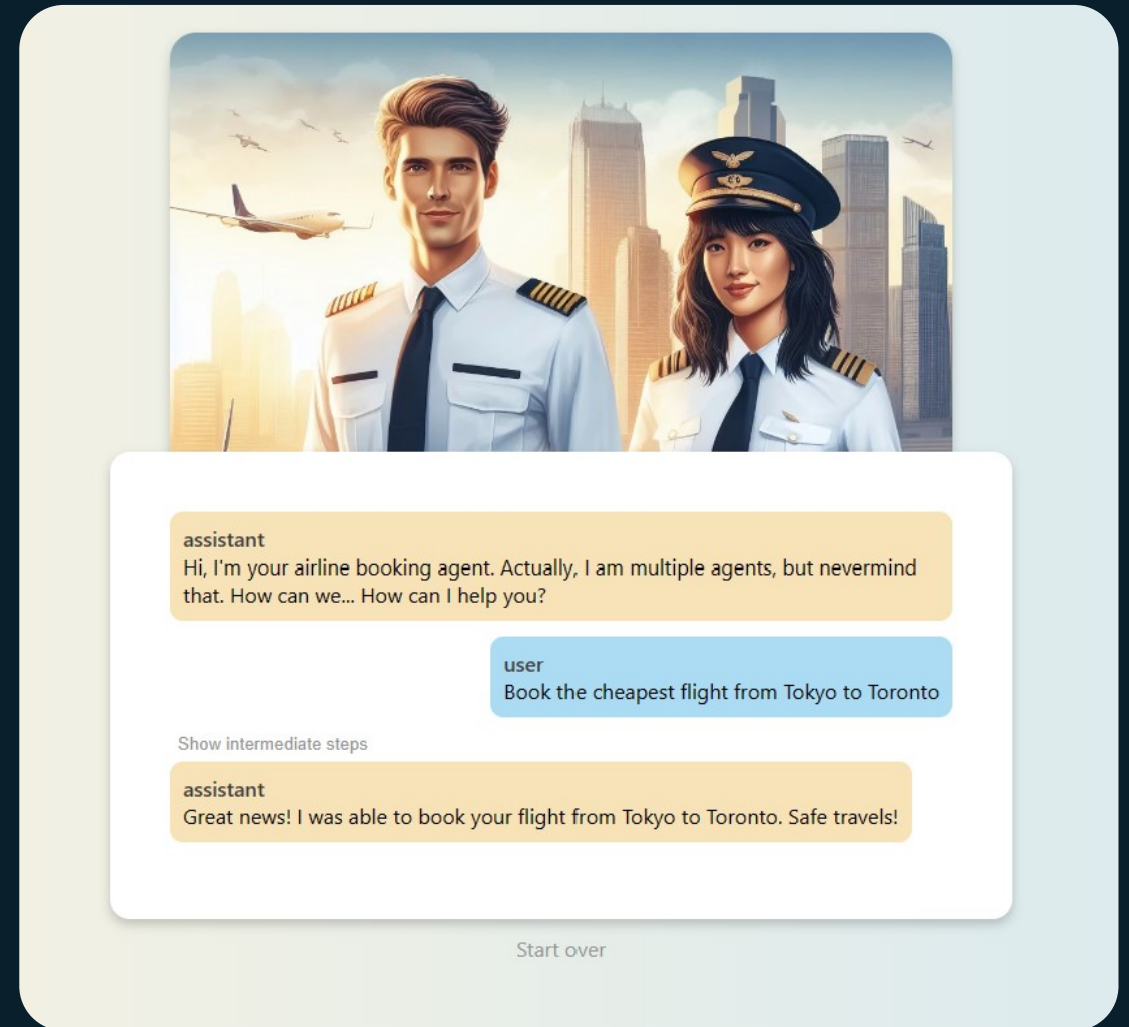 assistant
Hi, I'm your airline booking agent. Actually, I am multiple agents, but nevermind
that. How can we... How can I help you?
user
Book the cheapest flight from Tokyo to Toronto
Show intermediate steps
assistant
Great news! I was able to book your flight from Tokyo to Toronto. Safe travels!
Start over